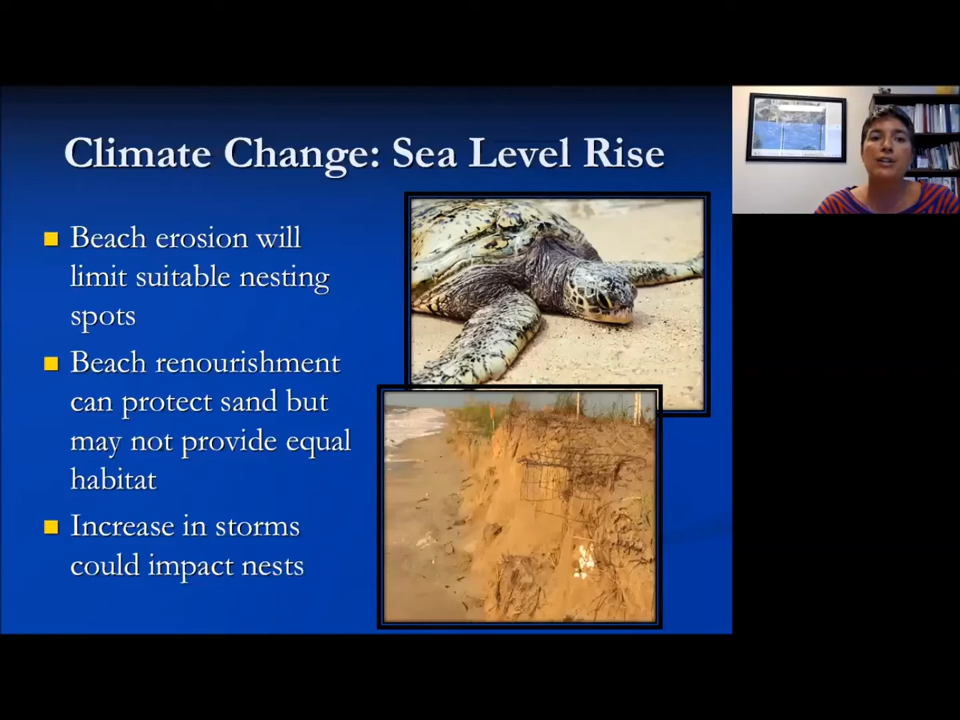 Climate Change: Sea Level Rise
Beach erosion will
limit suitable nesting
spots
Beach renourishment
can protect sand but
may not provide equal
habitat
Increase in storms
could impact nests